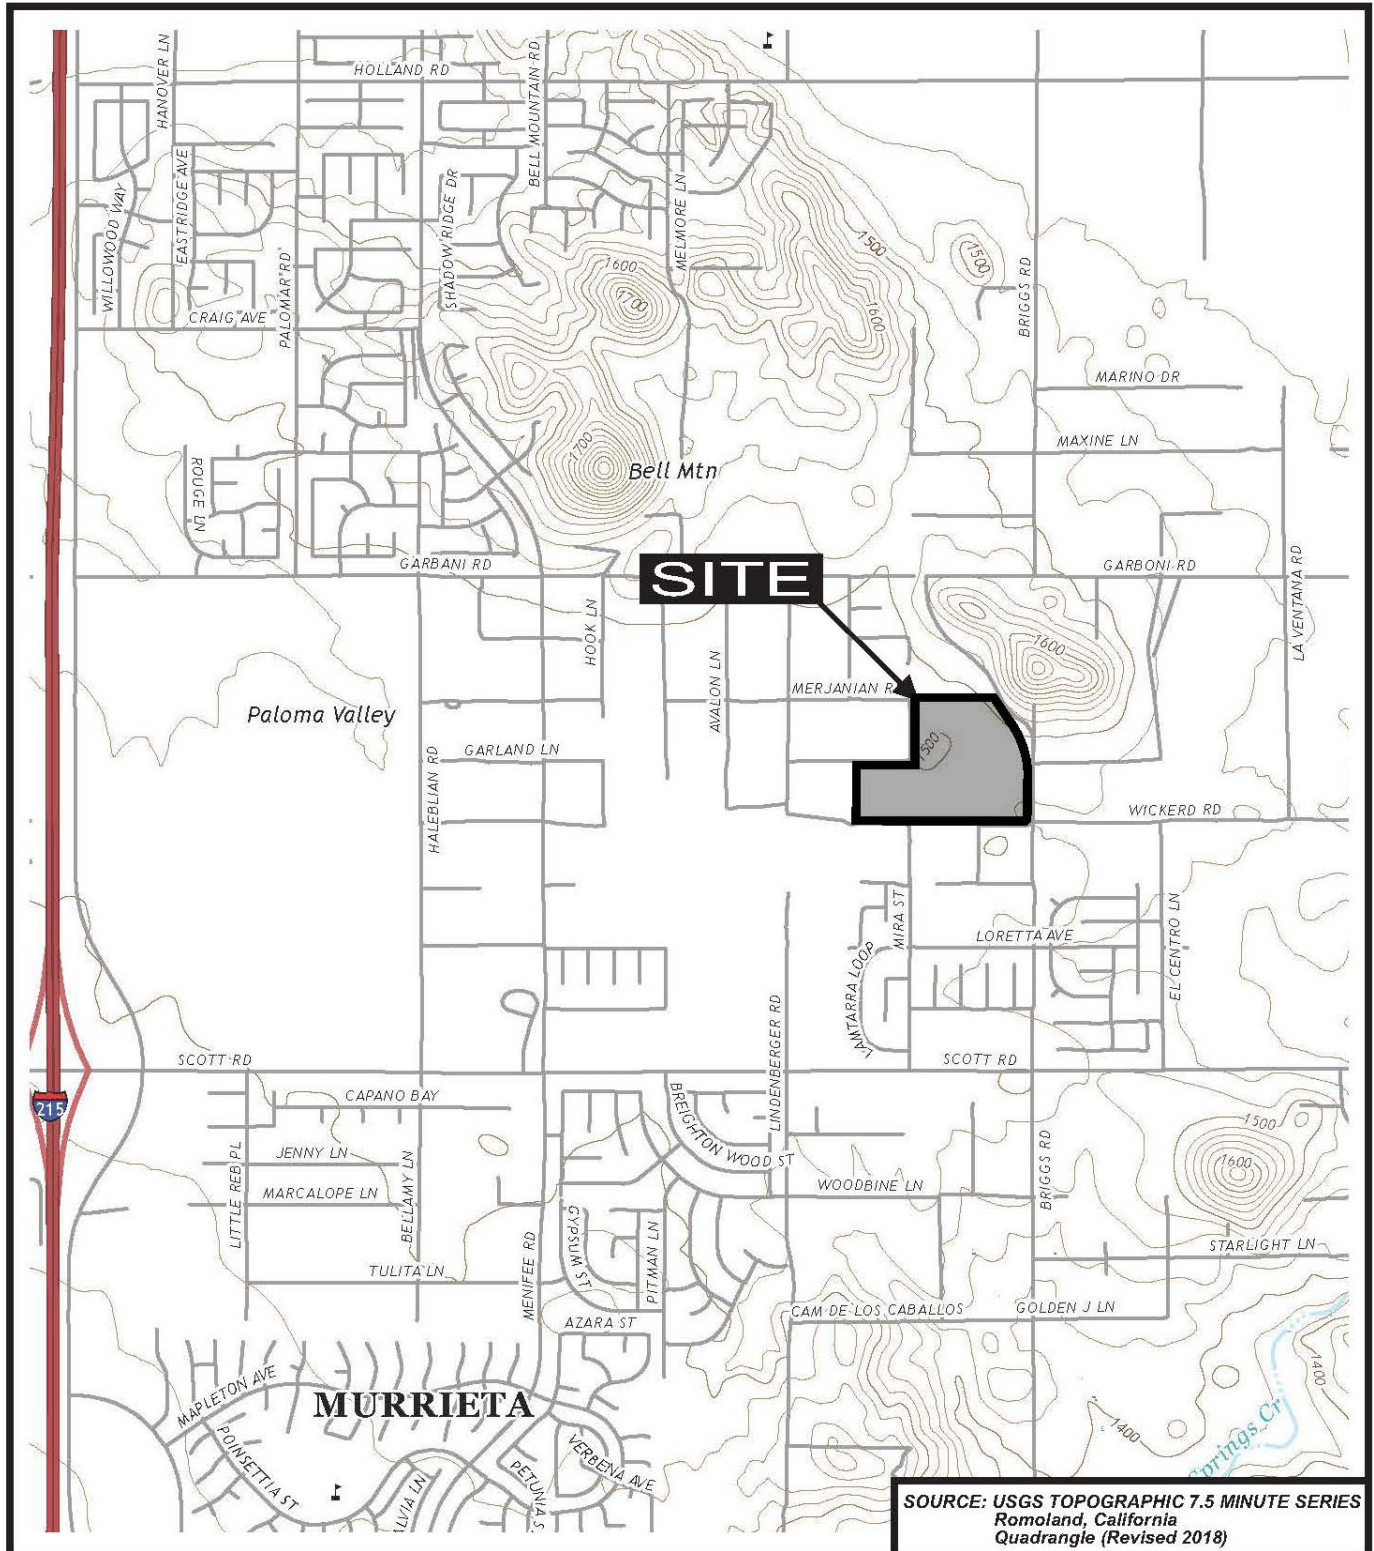 HOLLAND RD
HANOVER LN
BELL MOUNTAIN RD
EASTRIDGE AVE
WILLOWOOD WAY
SHADOW RIDGE DR
MELMORE LN
PALOMAR RD
CRAIG AVE
1500
1500
1600
1700
1600
BRIGGS RD
MARINO DR
MAXINE LN
1700
Bell Mtn
ROUGE LN
GARBANI RD
SITE
GARBONI RD
LA VENTANA RD
HOOK LN
AVALON LN
1600
MERJANIAN R
Paloma Valley
HALEBLIAN RD
GARLAND LN
1500
WICKERD RD
MIRA ST
LORETTA AVE
EL CENTRO LN
LAMTARRA LOOP
LINDENBERGER RD
SCOTT RD
SCOTT RD
215
CAPANO BAY
BREIGHTON WOOD ST
1500
JENNY LN
LITTLE REB PL
MARCALOPE LN
BELLAMY LN
WOODBINE LN
BRIGGS RD
1600
GYPSUM ST
PITMAN LN
MENIFEE RD
STARLIGHT LN
TULITA LN
CAM DE LOS CABALLOS
GOLDEN J LN
AZARA ST
1400
MAPLETON AVE
MURRIETA
1400
Springs Cr
POINSETTIA ST
VERBENA AVE
PETUNIA S
ALVIA LN
SOURCE: USGS TOPOGRAPHIC 7.5 MINUTE SERIES
Romoland, California
Quadrangle (Revised 2018)